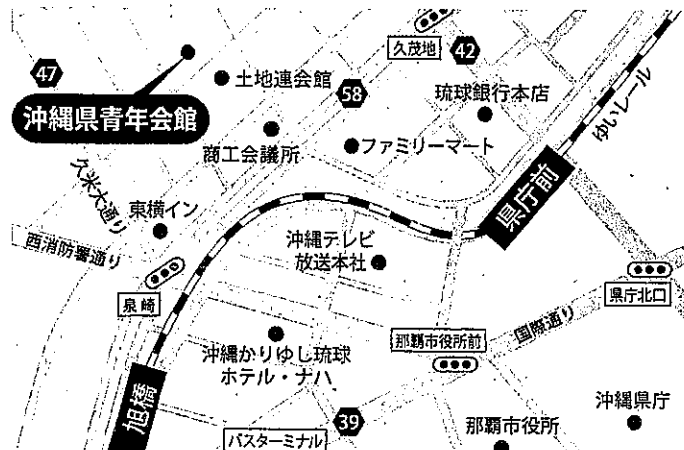 久茂地
42
47
土地連会館
58
沖縄県青年会館
琉球銀行本店
ゆいレール
商工会議所
ファミリーマート
久米大通り
東横イン
県庁前
西消防署通り
沖縄テレビ
放送本社
泉崎
県庁北口
国際通り
那覇市役所前
沖縄かりゆし琉球
ホテル・ナハ
旭橋
39
沖縄県庁
バスターミナル
那覇市役所